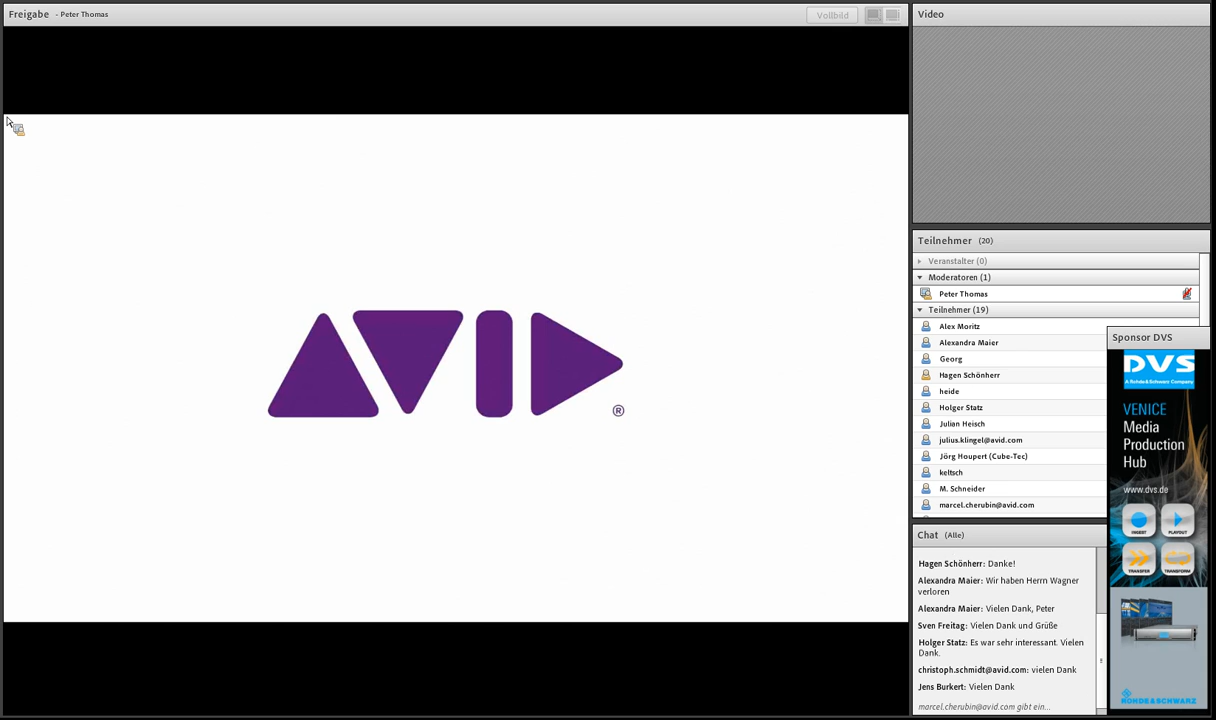 Freigabe - Peter Thomas
Vollbild
AVID
®
Video
Teilnehmer (20)
Veranstalter (0)
Moderatoren (1)
Peter Thomas
Teilnehmer (19)
Alex Moritz
Alexandra Maier
Georg
Hagen Schönherr
heide
Holger Statz
Julian Heisch
julius.klingel@avid.com
Jörg Houpert (Cube-Tec)
keltsch
M. Schneider
marcel.cherubin@avid.com
Sponsor DVS
DVS
A Rohde&Schwarz Company
VENICE
Media
Production
Hub
www.dvs.de
INGEST
PLAYOUT
TRANSFER
TRANSFORM
ROHDE&SCHWARZ
Chat (Alle)
Hagen Schönherr: Danke!
Alexandra Maier: Wir haben Herrn Wagner
verloren
Alexandra Maier: Vielen Dank, Peter
Sven Freitag: Vielen Dank und Grüße
Holger Statz: Es war sehr interessant. Vielen
Dank.
christoph.schmidt@avid.com: vielen Dank
Jens Burkert: Vielen Dank
marcel.cherubin@avid.com gibt ein...